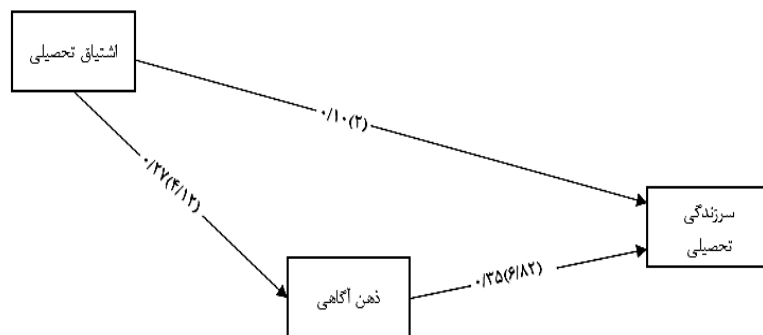 اشتیاق تحصیلی
۰/۱۰(۲)
۰/۲۷(۴/۱۲)
سرزندگی
تحصیلی
۰/۳۵(۶/۸۲)
ذهن آگاهی